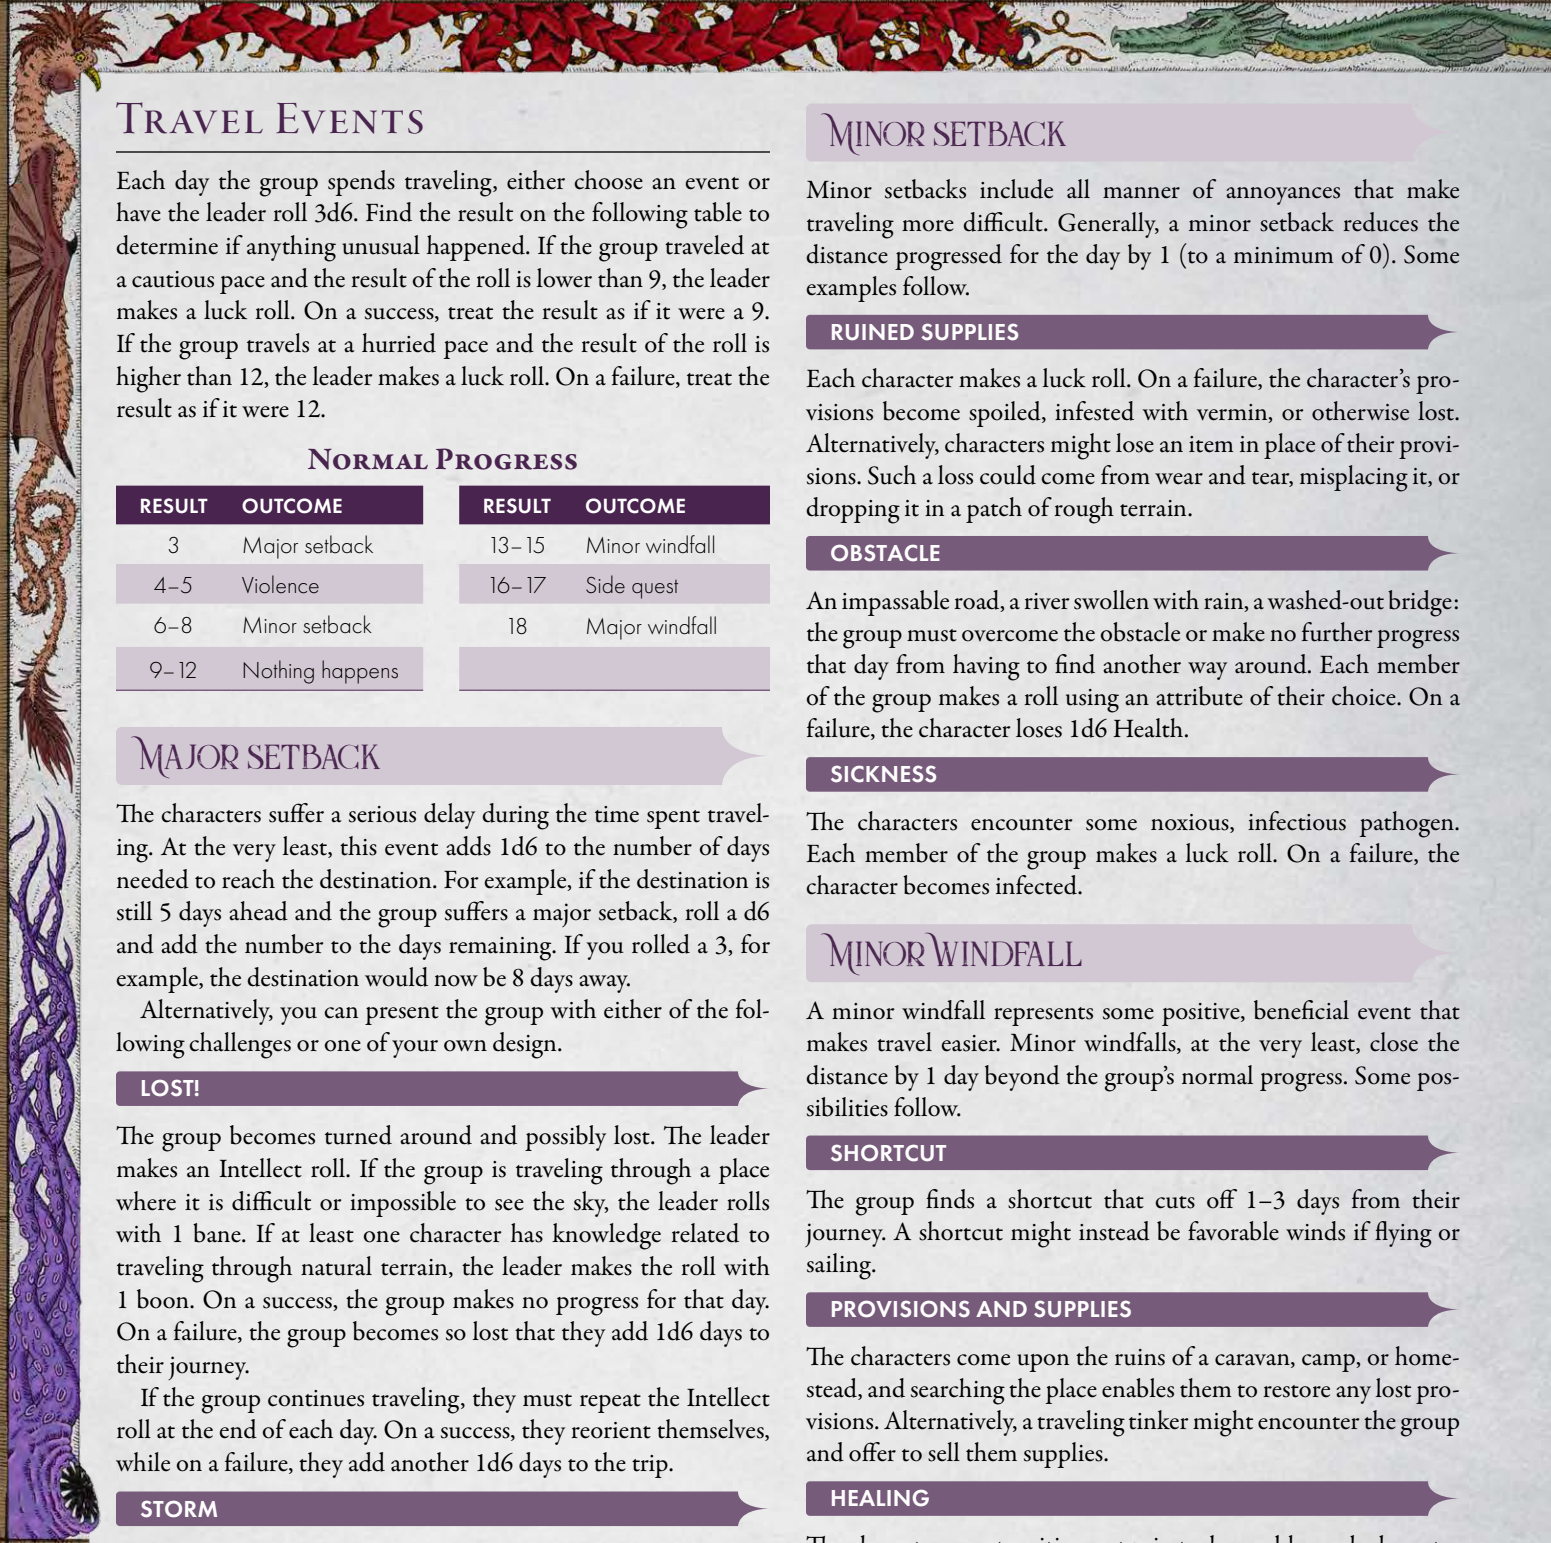 Travel Events
Each day the group spends traveling, either choose an event or
have the leader roll 3d6. Find the result on the following table to
determine if anything unusual happened. If the group traveled at
a cautious pace and the result of the roll is lower than 9, the leader
makes a luck roll. On a success, treat the result as if it were a 9.
If the group travels at a hurried pace and the result of the roll is
higher than 12, the leader makes a luck roll. On a failure, treat the
result as if it were 12.
Normal Progress
RESULT OUTCOME RESULT OUTCOME
3 Major setback 13–15 Minor windfall
4–5 Violence 16–17 Side quest
6–8 Minor setback 18 Major windfall
9–12 Nothing happens
MAJOR SETBACK
The characters suffer a serious delay during the time spent travel-
ing. At the very least, this event adds 1d6 to the number of days
needed to reach the destination. For example, if the destination is
still 5 days ahead and the group suffers a major setback, roll a d6
and add the number to the days remaining. If you rolled a 3, for
example, the destination would now be 8 days away.
Alternatively, you can present the group with either of the fol-
lowing challenges or one of your own design.
LOST!
The group becomes turned around and possibly lost. The leader
makes an Intellect roll. If the group is traveling through a place
where it is difficult or impossible to see the sky, the leader rolls
with 1 bane. If at least one character has knowledge related to
traveling through natural terrain, the leader makes the roll with
1 boon. On a success, the group makes no progress for that day.
On a failure, the group becomes so lost that they add 1d6 days to
their journey.
If the group continues traveling, they must repeat the Intellect
roll at the end of each day. On a success, they reorient themselves,
while on a failure, they add another 1d6 days to the trip.
STORM
MINOR SETBACK
Minor setbacks include all manner of annoyances that make
traveling more difficult. Generally, a minor setback reduces the
distance progressed for the day by 1 (to a minimum of 0). Some
examples follow.
RUINED SUPPLIES
Each character makes a luck roll. On a failure, the character's pro-
visions become spoiled, infested with vermin, or otherwise lost.
Alternatively, characters might lose an item in place of their provi-
sions. Such a loss could come from wear and tear, misplacing it, or
dropping it in a patch of rough terrain.
OBSTACLE
An impassable road, a river swollen with rain, a washed-out bridge:
the group must overcome the obstacle or make no further progress
that day from having to find another way around. Each member
of the group makes a roll using an attribute of their choice. On a
failure, the character loses 1d6 Health.
SICKNESS
The characters encounter some noxious, infectious pathogen.
Each member of the group makes a luck roll. On a failure, the
character becomes infected.
MINOR WINDFALL
A minor windfall represents some positive, beneficial event that
makes travel easier. Minor windfalls, at the very least, close the
distance by 1 day beyond the group's normal progress. Some pos-
sibilities follow.
SHORTCUT
The group finds a shortcut that cuts off 1–3 days from their
journey. A shortcut might instead be favorable winds if flying or
sailing.
PROVISIONS AND SUPPLIES
The characters come upon the ruins of a caravan, camp, or home-
stead, and searching the place enables them to restore any lost pro-
visions. Alternatively, a traveling tinker might encounter the group
and offer to sell them supplies.
HEALING